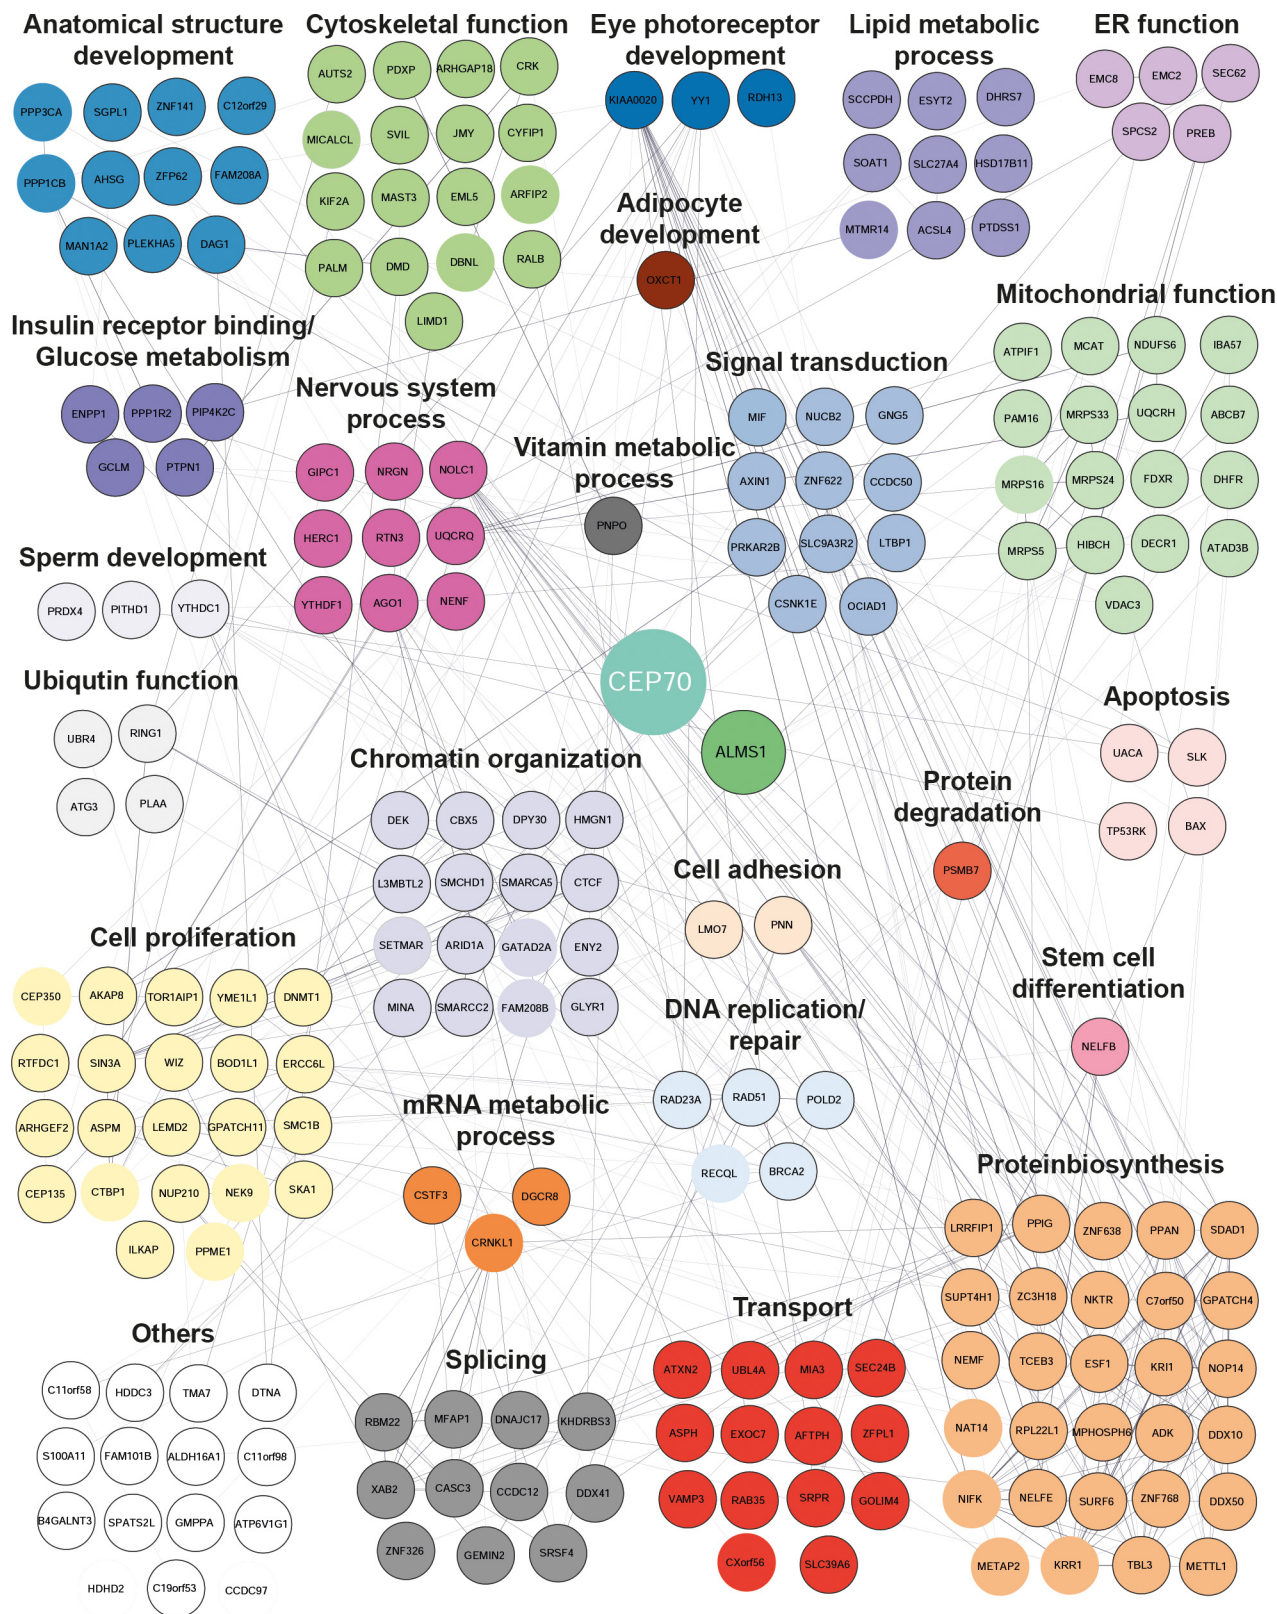 Anatomical structure
development
PPP3CA
SGPL1
ZNF141
C12orf29
PPP1CB
AHSG
ZFP62
FAM208A
MAN1A2
PLEKHA5
DAG1
Cytoskeletal function
AUTS2
PDXP
ARHGAP18
CRK
MICALCL
SVIL
JMY
CYFIP1
KIF2A
MAST3
EML5
ARFIP2
PALM
DMD
DBNL
RALB
LIMD1
Eye photoreceptor
development
KIAA0020
YY1
RDH13
Lipid metabolic
process
SCCPDH
ESYT2
DHRS7
SOAT1
SLC27A4
HSD17B11
MTMR14
ACSL4
PTDSS1
ER function
EMC8
EMC2
SEC62
SPCS2
PREB
Adipocyte
development
OXCT1
Insulin receptor binding/
Glucose metabolism
ENPP1
PPP1R2
PIP4K2C
GCLM
PTPN1
Nervous system
process
GIPC1
NRGN
NOLC1
HERC1
RTN3
UQCRQ
YTHDF1
AGO1
NENF
Vitamin metabolic
process
PNPO
Signal transduction
MIF
NUCB2
GNG5
AXIN1
ZNF622
CCDC50
PRKAR2B
SLC9A3R2
LTBP1
CSNK1E
OCIAD1
Mitochondrial function
ATPIF1
MCAT
NDUFS6
IBA57
PAM16
MRPS33
UQCRH
ABCB7
MRPS16
MRPS24
FDXR
DHFR
MRPS5
HIBCH
DECR1
ATAD3B
VDAC3
Sperm development
PRDX4
PITHD1
YTHDC1
Ubiqutin function
UBR4
RING1
ATG3
PLAA
CEP70
ALMS1
Chromatin organization
DEK
CBX5
DPY30
HMGN1
L3MBTL2
SMCHD1
SMARCA5
CTCF
SETMAR
ARID1A
GATAD2A
ENY2
MINA
SMARCC2
FAM208B
GLYR1
Apoptosis
UACA
SLK
TP53RK
BAX
Protein
degradation
PSMB7
Cell adhesion
LMO7
PNN
Cell proliferation
CEP350
AKAP8
TOR1AIP1
YME1L1
DNMT1
RTFDC1
SIN3A
WIZ
BOD1L1
ERCC6L
ARHGEF2
ASPM
LEMD2
GPATCH11
SMC1B
CEP135
CTBP1
NUP210
NEK9
SKA1
ILKAP
PPME1
Stem cell
differentiation
NELFB
DNA replication/
repair
RAD23A
RAD51
POLD2
RECQL
BRCA2
mRNA metabolic
process
CSTF3
DGCR8
CRNKL1
Proteinbiosynthesis
LRRFIP1
PPIG
ZNF638
PPAN
SDAD1
SUPT4H1
ZC3H18
NKTR
C7orf50
GPATCH4
NEMF
TCEB3
ESF1
KRI1
NOP14
NAT14
RPL22L1
MPHOSPH6
ADK
DDX10
NIFK
NELFE
SURF6
ZNF768
DDX50
METAP2
KRR1
TBL3
METTL1
Others
C11orf58
HDDC3
TMA7
DTNA
S100A11
FAM101B
ALDH16A1
C11orf98
B4GALNT3
SPATS2L
GMPPA
ATP6V1G1
HDHD2
C19orf53
CCDC97
Splicing
RBM22
MFAP1
DNAJC17
KHDRBS3
XAB2
CASC3
CCDC12
DDX41
ZNF326
GEMIN2
SRSF4
Transport
ATXN2
UBL4A
MIA3
SEC24B
ASPH
EXOC7
AFTPH
ZFPL1
VAMP3
RAB35
SRPR
GOLIM4
CXorf56
SLC39A6